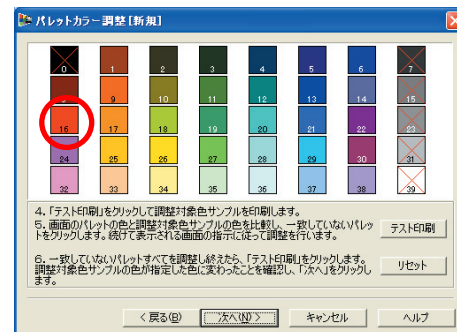 パレットカラー調整[新規]
0 1 2 3 4 5 6 7
8 9 10 11 12 13 14 15
16 17 18 19 20 21 22 23
24 25 26 27 28 29 30 31
32 33 34 35 36 37 38 39
4.「テスト印刷」をクリックして調整対象色サンプルを印刷します。
5. 画面のパレットの色と調整対象色サンプルの色を比較し、一致していないパレッ
トをクリックします。続けて表示される画面の指示に従って調整を行います。
テスト印刷
6. 一致していないパレットすべてを調整し終えたら、「テスト印刷」をクリックします。
調整対象色サンプルの色が指定した色に変わったことを確認し、「次へ」をクリックし
ます。
リセット
< 戻る(B) 次へ(N) > キャンセル ヘルプ